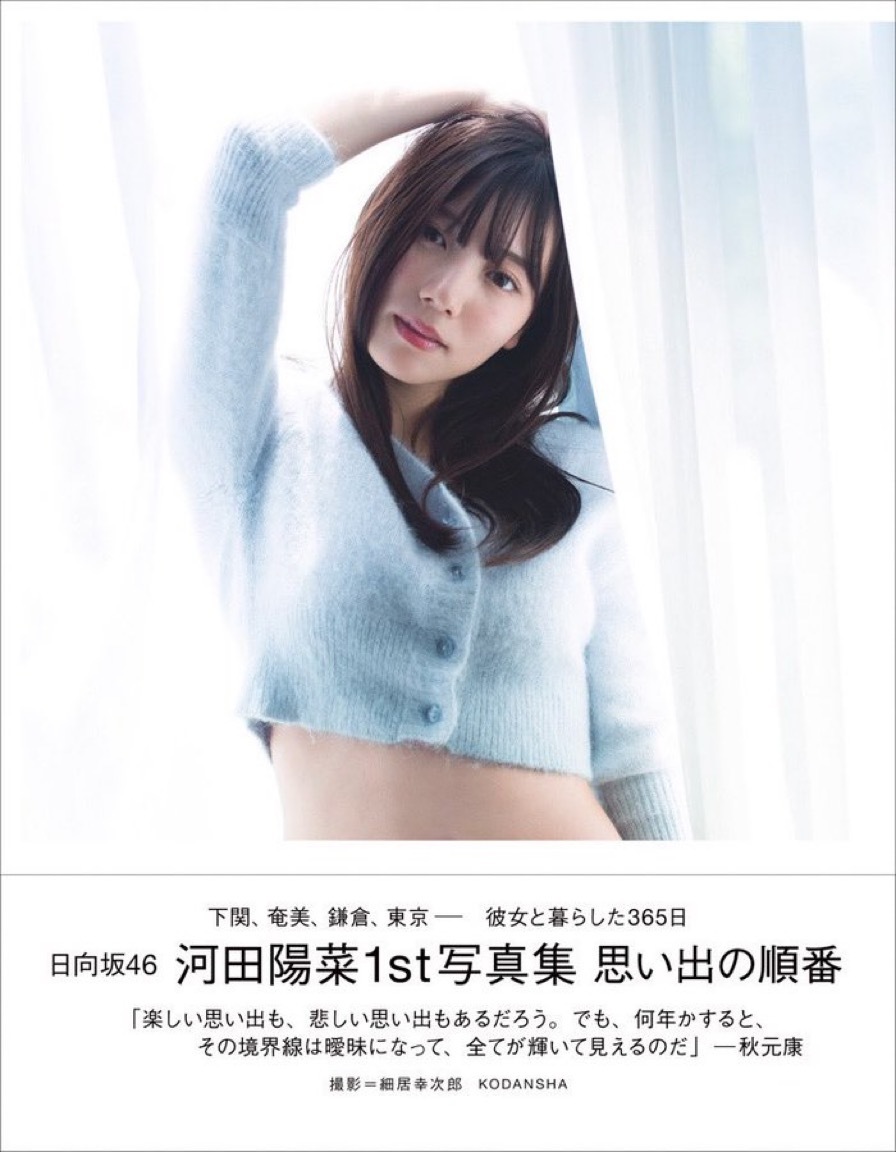 下関、奄美、鎌倉、東京── 彼女と暮らした365日
日向坂46 河田陽菜1st写真集 思い出の順番
「楽しい思い出も、悲しい思い出もあるだろう。でも、何年かすると、
その境界線は曖昧になって、全てが輝いて見えるのだ」─秋元康
撮影=細居幸次郎 KODANSHA